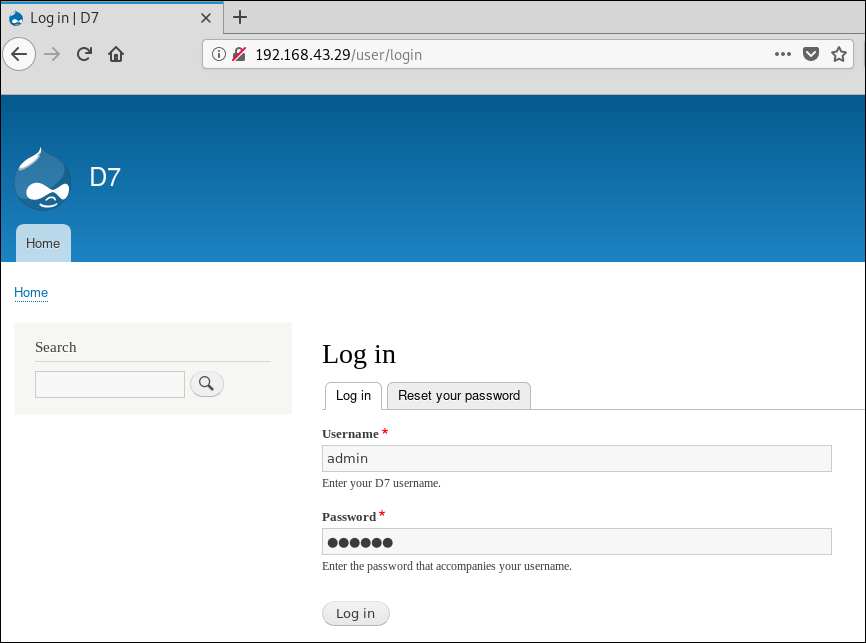 Log in | D7
192.168.43.29/user/login
D7
Home
Home
Search
Log in
Log in
Reset your password
Username *
admin
Enter your D7 username.
Password *
●●●●●●
Enter the password that accompanies your username.
Log in